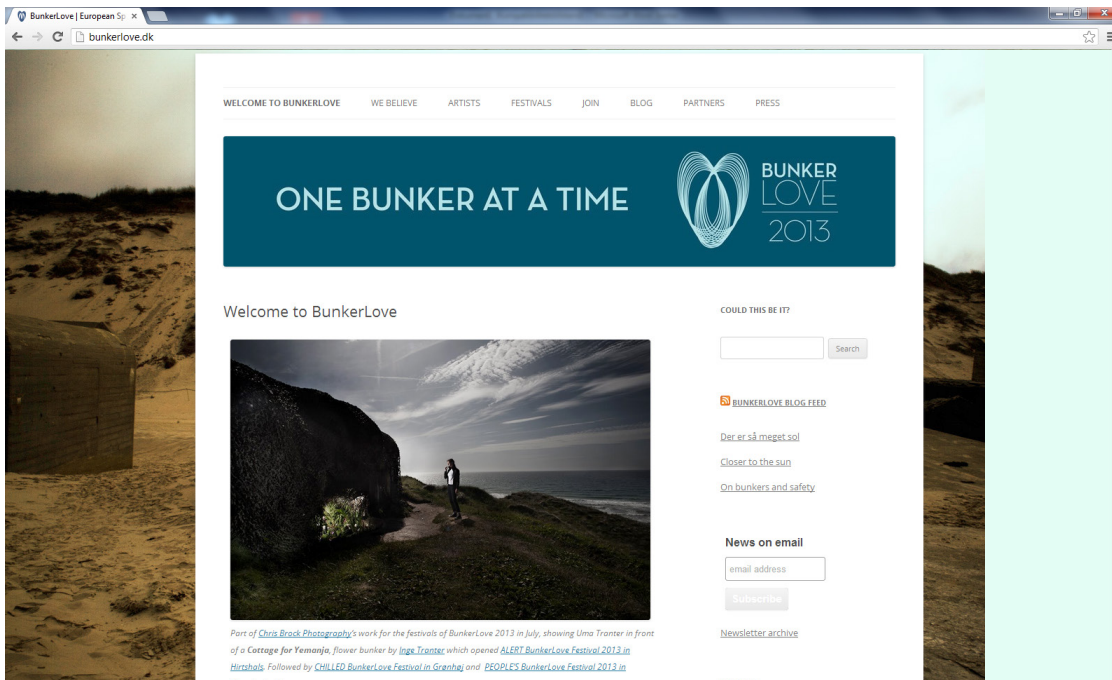 BunkerLove | European Sp
bunkerlove.dk
WELCOME TO BUNKERLOVE WE BELIEVE ARTISTS FESTIVALS JOIN BLOG PARTNERS PRESS
ONE BUNKER AT A TIME
BUNKER
LOVE
2013
Welcome to BunkerLove
Part of Chris Brock Photography's work for the festivals of BunkerLove 2013 in July, showing Uma Tranter in front
of a Cottage for Yemanja, flower bunker by Inge Tranter which opened ALERT BunkerLove Festival 2013 in
Hirtshals. Followed by CHILLED BunkerLove Festival in Grønhøj and PEOPLE'S BunkerLove Festival 2013 in
COULD THIS BE IT?
Search
BUNKERLOVE BLOG FEED
Der er så meget sol
Closer to the sun
On bunkers and safety
News on email
email address
Subscribe
Newsletter archive